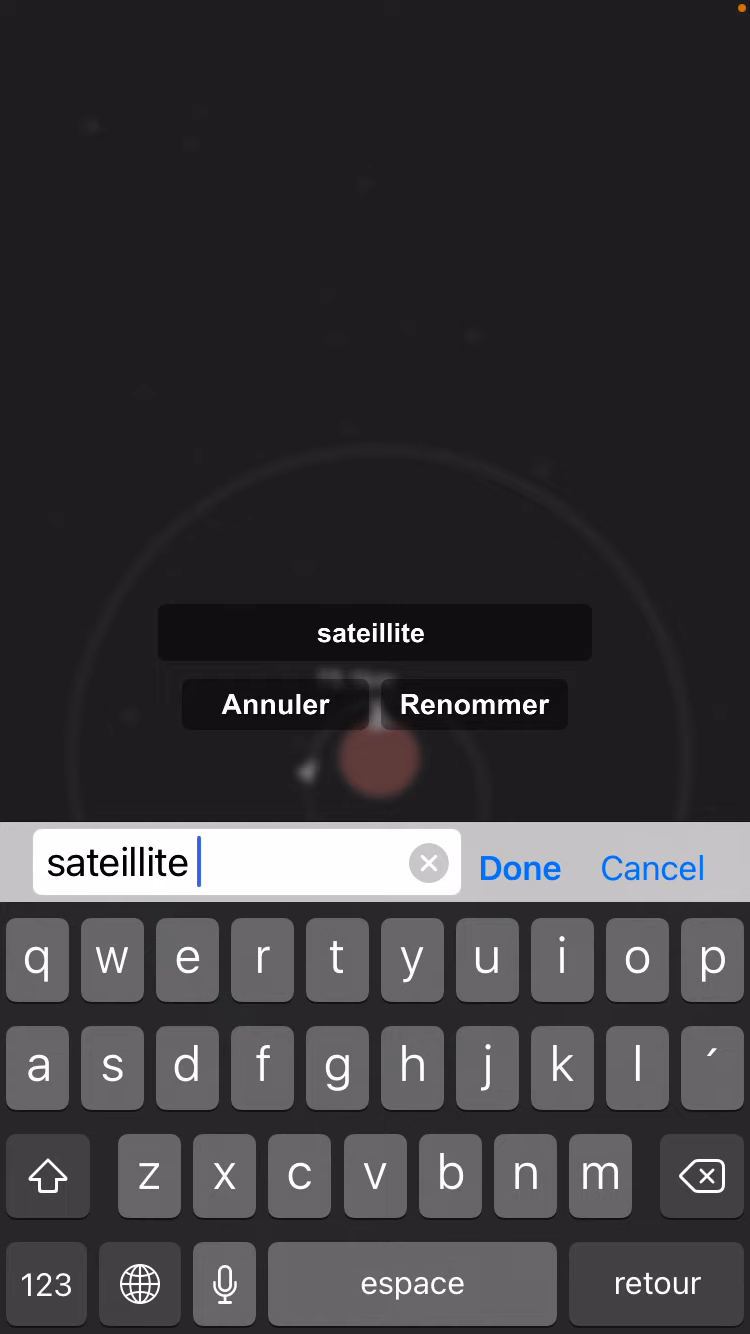 sateillite
Annuler Renommer
sateillite Done Cancel
q w e r t y u i o p
a s d f g h j k l ´
z x c v b n m
123 espace retour